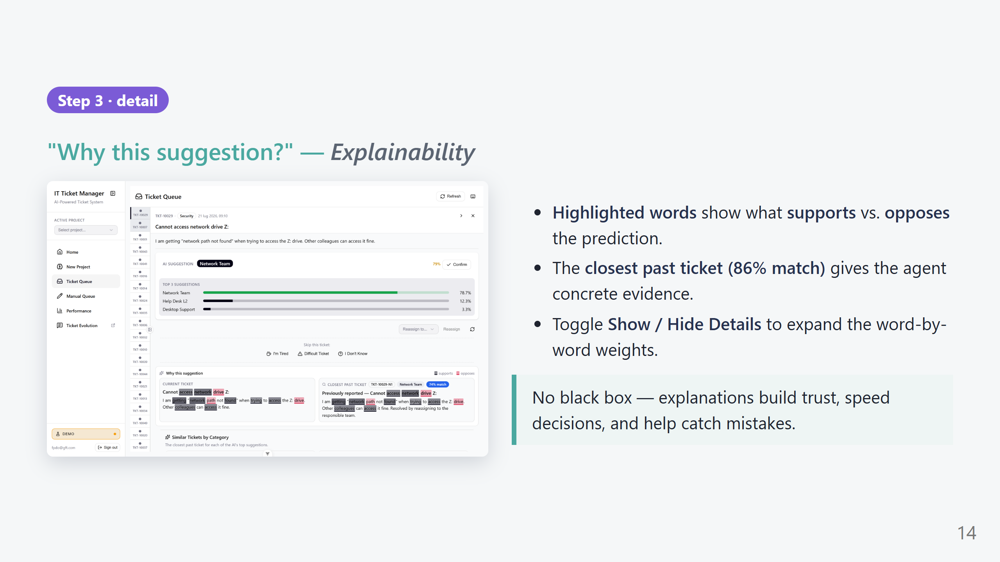 Step 3 · detail
"Why this suggestion?" — Explainability
IT Ticket Manager
AI-Powered Ticket System
ACTIVE PROJECT
Select project...
Home
New Project
Ticket Queue
Manual Queue
Performance
Ticket Evolution
DEMO
fpdo@gft.com
Sign out
Ticket Queue
Refresh
TKT-10029
TKT-10007
TKT-10001
TKT-10043
TKT-10041
TKT-10016
TKT-10014
TKT-10024
TKT-10035
TKT-10006
TKT-10032
TKT-10010
TKT-10039
TKT-10044
TKT-10021
TKT-10013
TKT-10034
TKT-10049
TKT-10020
TKT-10037
TKT-10029 · Security 21 lug 2026, 09:10
Cannot access network drive Z:
I am getting "network path not found" when trying to access the Z: drive. Other colleagues can access it fine.
AI SUGGESTION Network Team 79% Confirm
TOP 3 SUGGESTIONS
Network Team 78.7%
Help Desk L2 12.3%
Desktop Support 3.3%
Reassign to... Reassign
Skip this ticket:
I'm Tired Difficult Ticket I Don't Know
Why this suggestion supports opposes
CURRENT TICKET
Cannot access network drive Z:
I am getting "network path not found" when trying to access the Z: drive.
Other colleagues can access it fine.
CLOSEST PAST TICKET TKT-10029-N1 Network Team 74% match
Previously reported — Cannot access network drive Z:
I am getting "network path not found" when trying to access the Z: drive.
Other colleagues can access it fine. Resolved by reassigning to the
responsible team.
Similar Tickets by Category
The closest past ticket for each of the AI's top suggestions.
Highlighted words show what supports vs. opposes
the prediction.
The closest past ticket (86% match) gives the agent
concrete evidence.
Toggle Show / Hide Details to expand the word-by-
word weights.
No black box — explanations build trust, speed
decisions, and help catch mistakes.
14